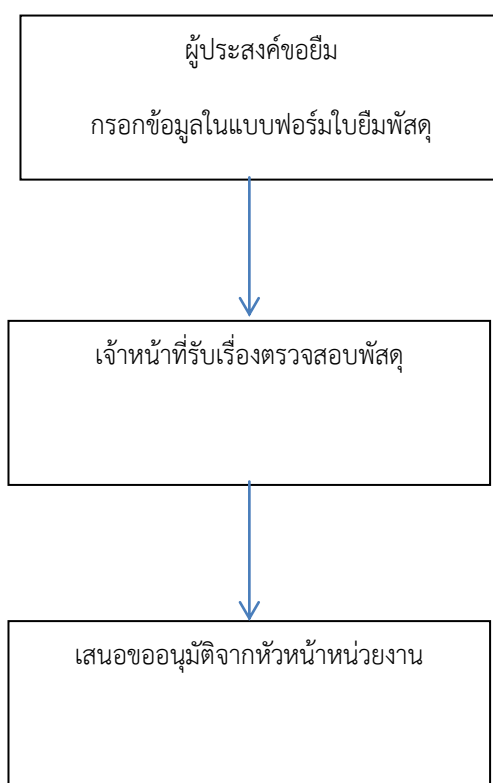 ผู้ประสงค์ขอยืม
กรอกข้อมูลในแบบฟอร์มใบยืมพัสดุ
เจ้าหน้าที่รับเรื่องตรวจสอบพัสดุ
เสนอขออนุมัติจากหัวหน้าหน่วยงาน